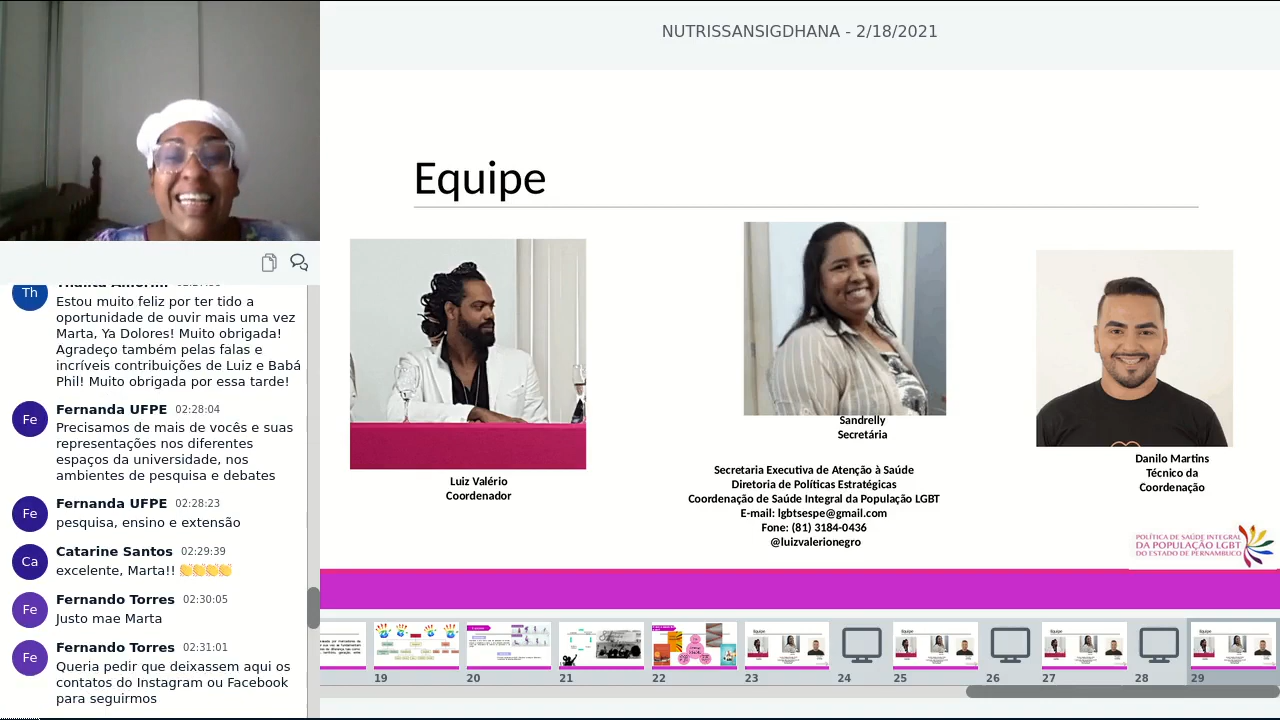 NUTRISSANSIGDHANA - 2/18/2021
Equipe
Luiz Valério
Coordenador
Sandrelly
Secretária
Secretaria Executiva de Atenção à Saúde
Diretoria de Políticas Estratégicas
Coordenação de Saúde Integral da População LGBT
E-mail: lgbtsespe@gmail.com
Fone: (81) 3184-0436
@luizvalerionegro
Danilo Martins
Técnico da
Coordenação
POLÍTICA DE SAÚDE INTEGRAL
DA POPULAÇÃO LGBT
DO ESTADO DE PERNAMBUCO
Th
Estou muito feliz por ter tido a
oportunidade de ouvir mais uma vez
Marta, Ya Dolores! Muito obrigada!
Agradeço também pelas falas e
incríveis contribuições de Luiz e Babá
Phil! Muito obrigada por essa tarde!
Fe
Fernanda UFPE 02:28:04
Precisamos de mais de vocês e suas
representações nos diferentes
espaços da universidade, nos
ambientes de pesquisa e debates
Fe
Fernanda UFPE 02:28:23
pesquisa, ensino e extensão
Ca
Catarine Santos 02:29:39
excelente, Marta!! 👏👏👏👏
Fe
Fernando Torres 02:30:05
Justo mae Marta
Fe
Fernando Torres 02:31:01
Queria pedir que deixassem aqui os
contatos do Instagram ou Facebook
para seguirmos
19 20 21 22 23 24 25 26 27 28 29